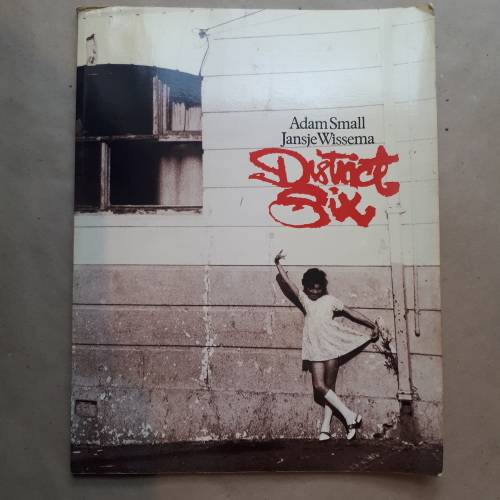 Adam Small
Jansje Wissema
District
Six